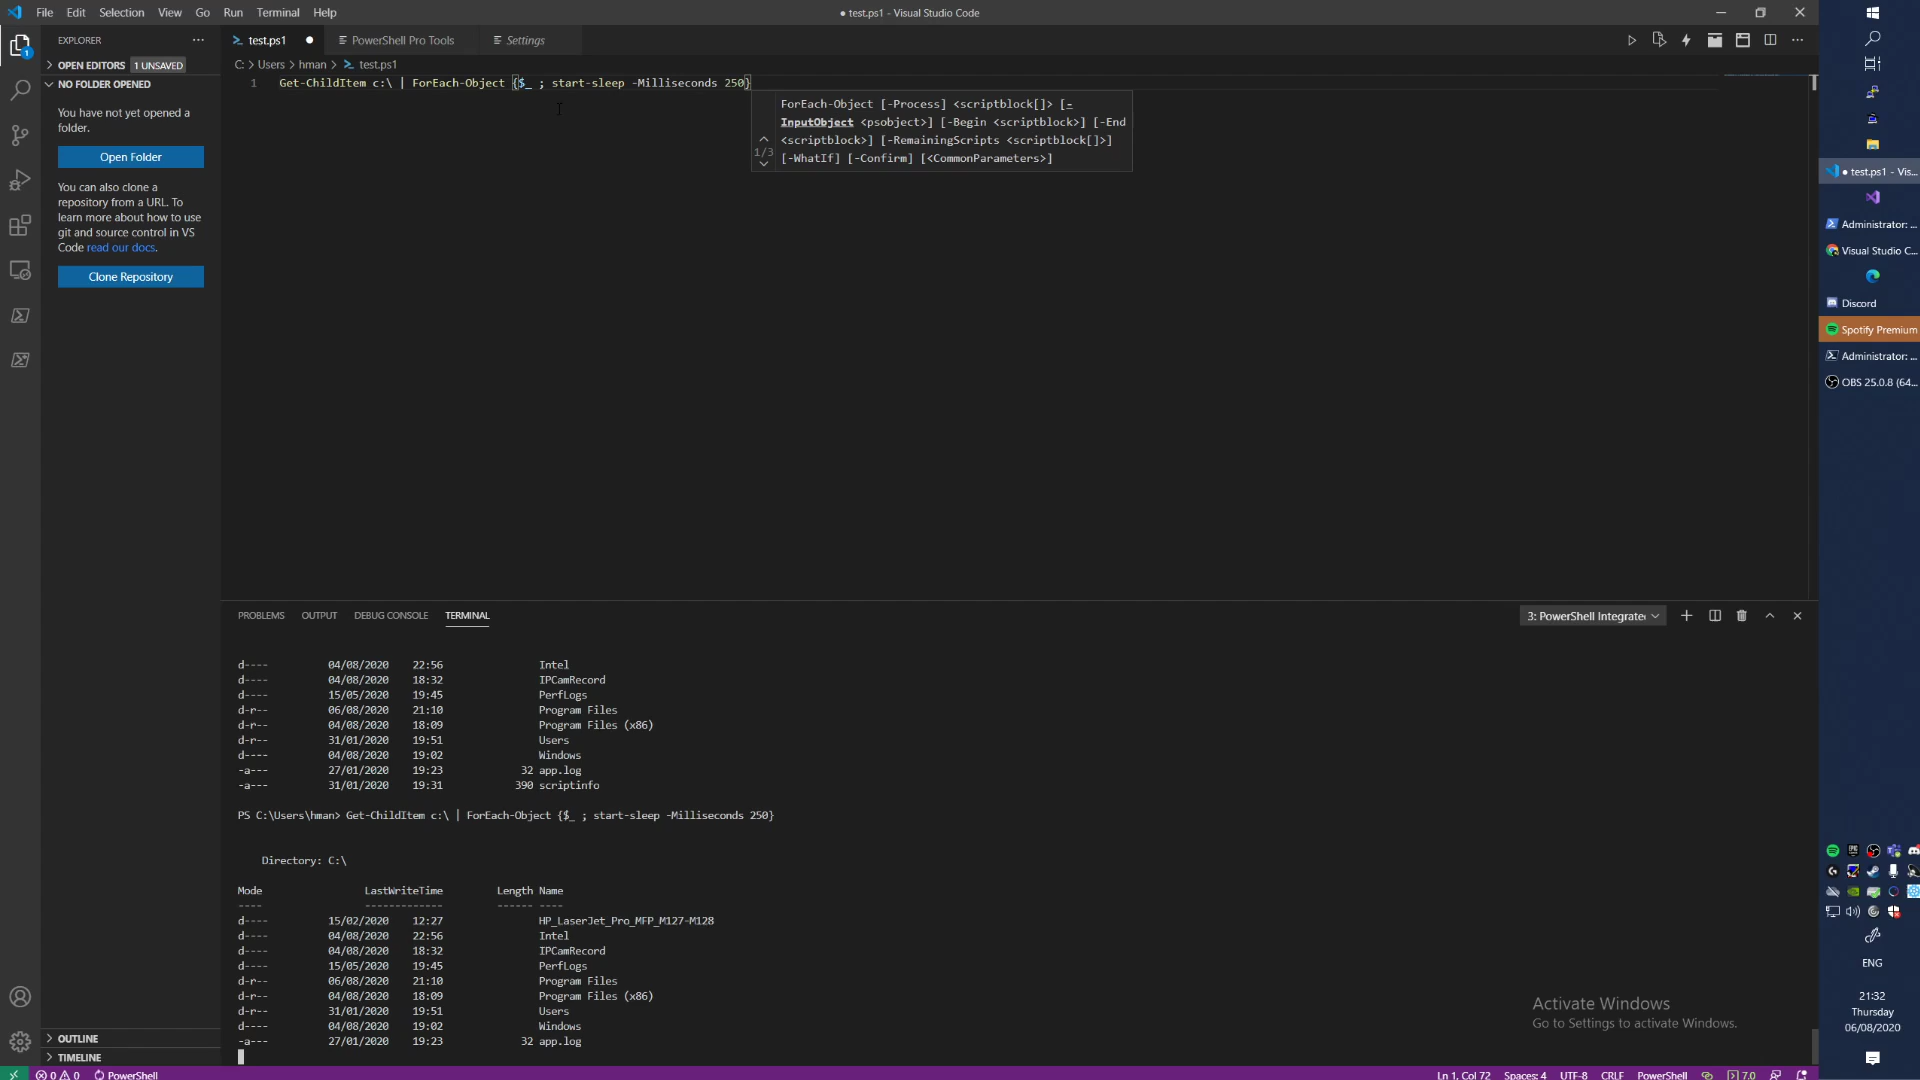 File Edit Selection View Go Run Terminal Help
● test.ps1 - Visual Studio Code
EXPLORER
OPEN EDITORS 1 UNSAVED
NO FOLDER OPENED
You have not yet opened a
folder.
Open Folder
You can also clone a
repository from a URL. To
learn more about how to use
git and source control in VS
Code read our docs.
Clone Repository
OUTLINE
TIMELINE
1
test.ps1 ●
PowerShell Pro Tools
Settings
C: > Users > hman > test.ps1
1 Get-ChildItem c:\ | ForEach-Object {$_ ; start-sleep -Milliseconds 250}
ForEach-Object [-Process] <scriptblock[]> [-
InputObject <psobject>] [-Begin <scriptblock>] [-End
<scriptblock>] [-RemainingScripts <scriptblock[]>]
[-WhatIf] [-Confirm] [<CommonParameters>]
1/3
PROBLEMS OUTPUT DEBUG CONSOLE TERMINAL
3: PowerShell Integrate
d---- 04/08/2020 22:56 Intel
d---- 04/08/2020 18:32 IPCamRecord
d---- 15/05/2020 19:45 PerfLogs
d-r-- 06/08/2020 21:10 Program Files
d-r-- 04/08/2020 18:09 Program Files (x86)
d-r-- 31/01/2020 19:51 Users
d---- 04/08/2020 19:02 Windows
-a--- 27/01/2020 19:23 32 app.log
-a--- 31/01/2020 19:31 390 scriptinfo
PS C:\Users\hman> Get-ChildItem c:\ | ForEach-Object {$_ ; start-sleep -Milliseconds 250}
Directory: C:\
Mode LastWriteTime Length Name
---- ------------- ------ ----
d---- 15/02/2020 12:27 HP_LaserJet_Pro_MFP_M127-M128
d---- 04/08/2020 22:56 Intel
d---- 04/08/2020 18:32 IPCamRecord
d---- 15/05/2020 19:45 PerfLogs
d-r-- 06/08/2020 21:10 Program Files
d-r-- 04/08/2020 18:09 Program Files (x86)
d-r-- 31/01/2020 19:51 Users
d---- 04/08/2020 19:02 Windows
-a--- 27/01/2020 19:23 32 app.log
Activate Windows
Go to Settings to activate Windows.
0 0 PowerShell
Ln 1, Col 72 Spaces: 4 UTF-8 CRLF PowerShell 7.0
● test.ps1 - Vis...
Administrator: ...
Visual Studio C...
Discord
Spotify Premium
Administrator: ...
OBS 25.0.8 (64...
ENG
21:32
Thursday
06/08/2020